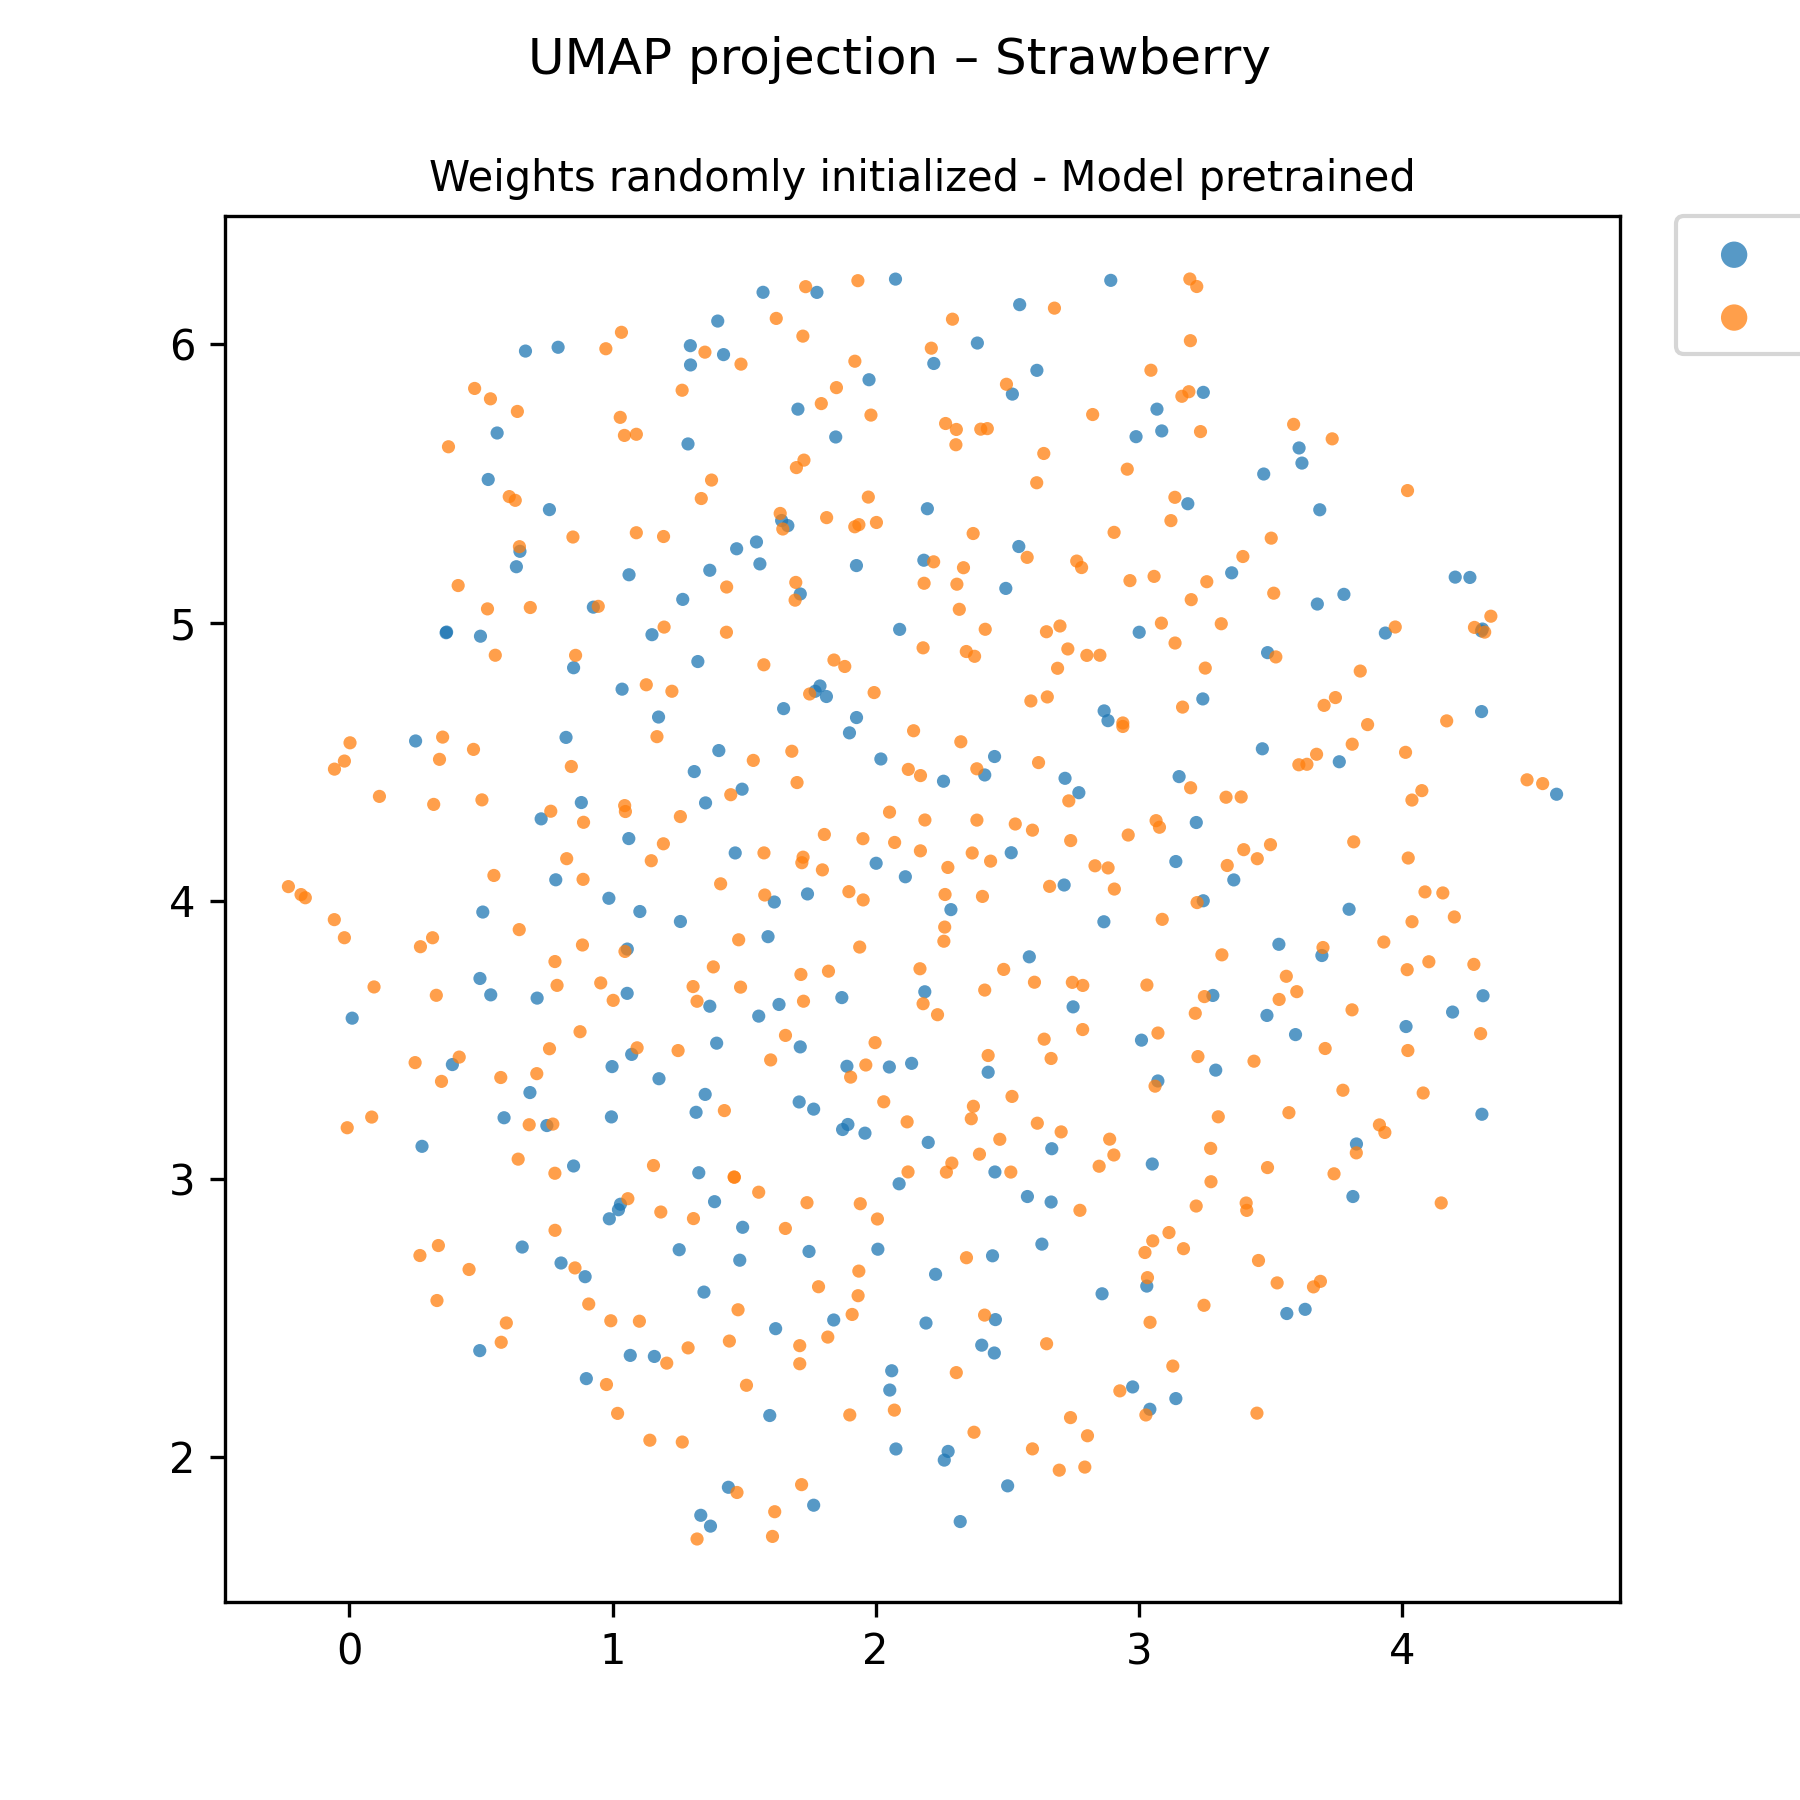 UMAP projection – Strawberry
Weights randomly initialized - Model pretrained
6
5
4
3
2
0 1 2 3 4